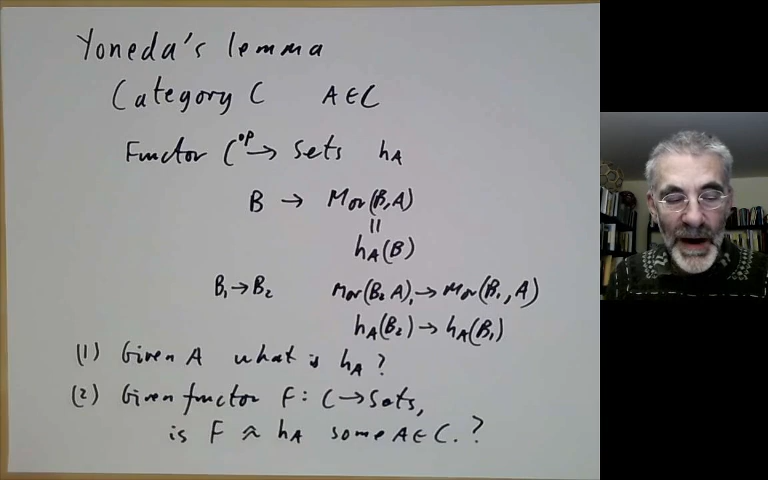 Yoneda's lemma
Category C A∈C
Functor C^op → Sets h_A
B → Mor(B,A)
=
h_A(B)
B₁→B₂ Mor(B₂ A), → Mor(B₁, A)
h_A(B₂) → h_A(B₁)
(1) Given A what is h_A?
(2) Given functor F: C→Sets,
is F ≈ h_A some A∈C.?